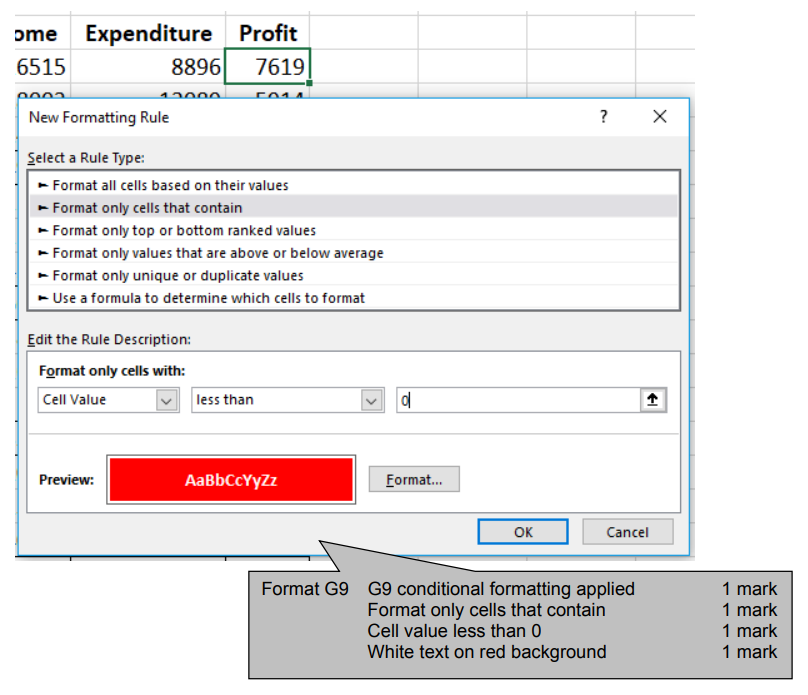 ome Expenditure Profit
6515 8896 7619
8003 12089 5914
New Formatting Rule ? ×
Select a Rule Type:
► Format all cells based on their values
► Format only cells that contain
► Format only top or bottom ranked values
► Format only values that are above or below average
► Format only unique or duplicate values
► Use a formula to determine which cells to format
Edit the Rule Description:
Format only cells with:
Cell Value less than 0
Preview: AaBbCcYyZz Format...
OK Cancel
Format G9 G9 conditional formatting applied 1 mark
Format only cells that contain 1 mark
Cell value less than 0 1 mark
White text on red background 1 mark